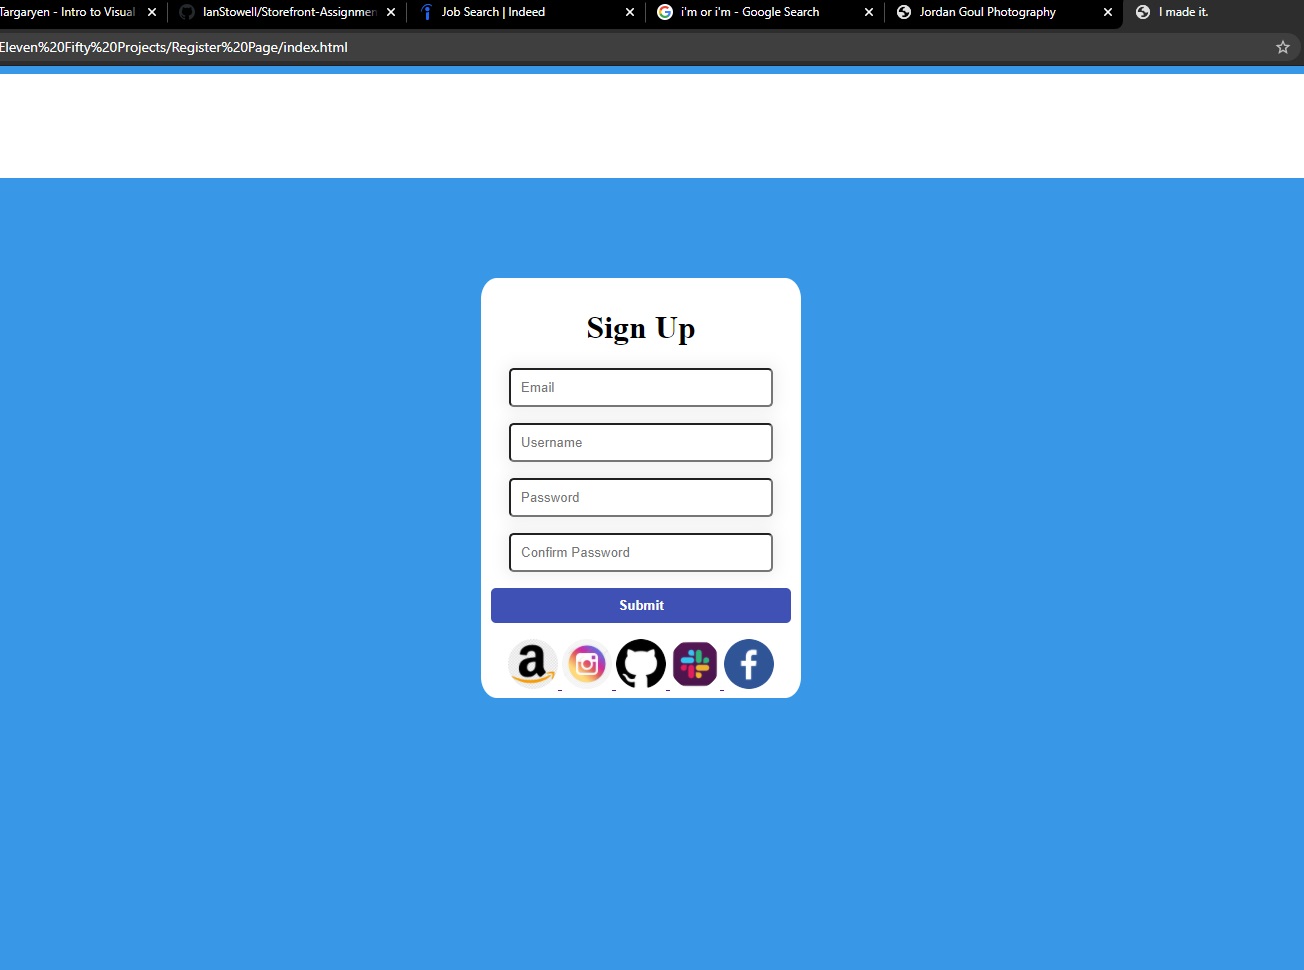 Targaryen - Intro to Visual
IanStowell/Storefront-Assignmen
Job Search | Indeed
i'm or i'm - Google Search
Jordan Goul Photography
I made it.
Eleven%20Fifty%20Projects/Register%20Page/index.html
Sign Up
Email
Username
Password
Confirm Password
Submit